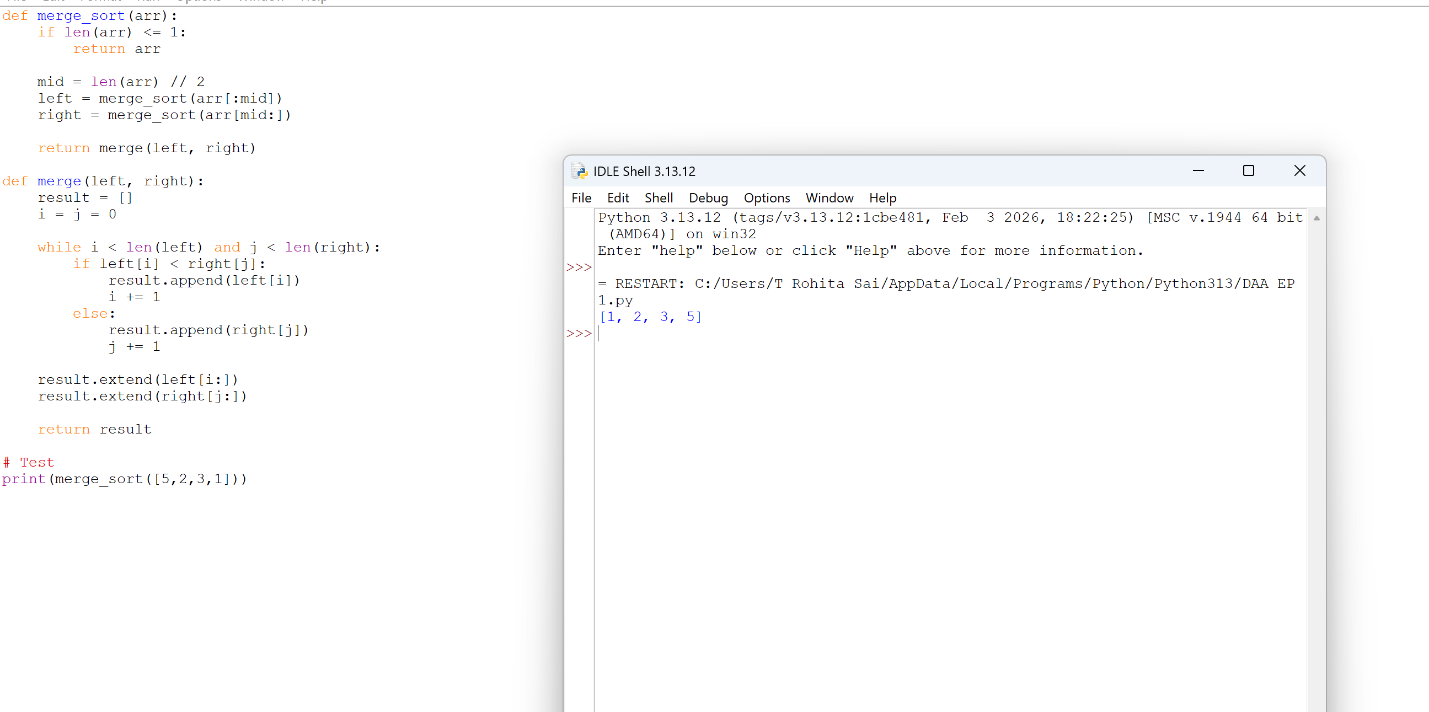 def merge_sort(arr):
    if len(arr) <= 1:
        return arr

    mid = len(arr) // 2
    left = merge_sort(arr[:mid])
    right = merge_sort(arr[mid:])

    return merge(left, right)

def merge(left, right):
    result = []
    i = j = 0

    while i < len(left) and j < len(right):
        if left[i] < right[j]:
            result.append(left[i])
            i += 1
        else:
            result.append(right[j])
            j += 1

    result.extend(left[i:])
    result.extend(right[j:])

    return result

# Test
print(merge_sort([5,2,3,1]))
IDLE Shell 3.13.12
File Edit Shell Debug Options Window Help
Python 3.13.12 (tags/v3.13.12:1cbe481, Feb  3 2026, 18:22:25) [MSC v.1944 64 bit
 (AMD64)] on win32
Enter "help" below or click "Help" above for more information.
>>>
= RESTART: C:/Users/T Rohita Sai/AppData/Local/Programs/Python/Python313/DAA EP
1.py
[1, 2, 3, 5]
>>>